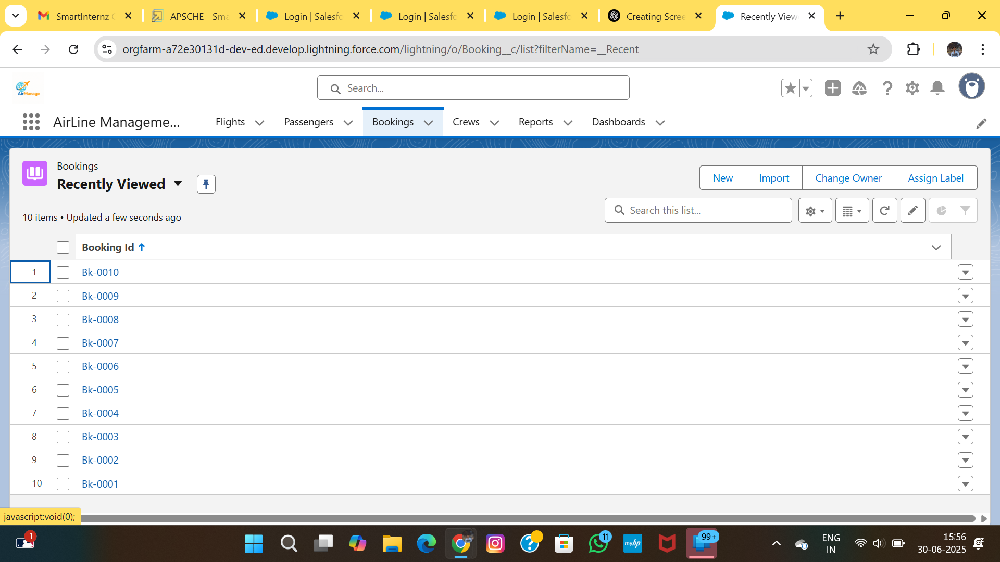 SmartInternz
APSCHE - Sma
Login | Salesfo
Login | Salesfo
Login | Salesfo
Creating Scree
Recently View
orgfarm-a72e30131d-dev-ed.develop.lightning.force.com/lightning/o/Booking__c/list?filterName=__Recent
AirManage
Search...
AirLine Manageme...
Flights
Passengers
Bookings
Crews
Reports
Dashboards
Bookings
Recently Viewed
New
Import
Change Owner
Assign Label
10 items • Updated a few seconds ago
Search this list...
Booking Id
1 Bk-0010
2 Bk-0009
3 Bk-0008
4 Bk-0007
5 Bk-0006
6 Bk-0005
7 Bk-0004
8 Bk-0003
9 Bk-0002
10 Bk-0001
javascript:void(0);
1
11
myhp
99+
ENG
IN
15:56
30-06-2025